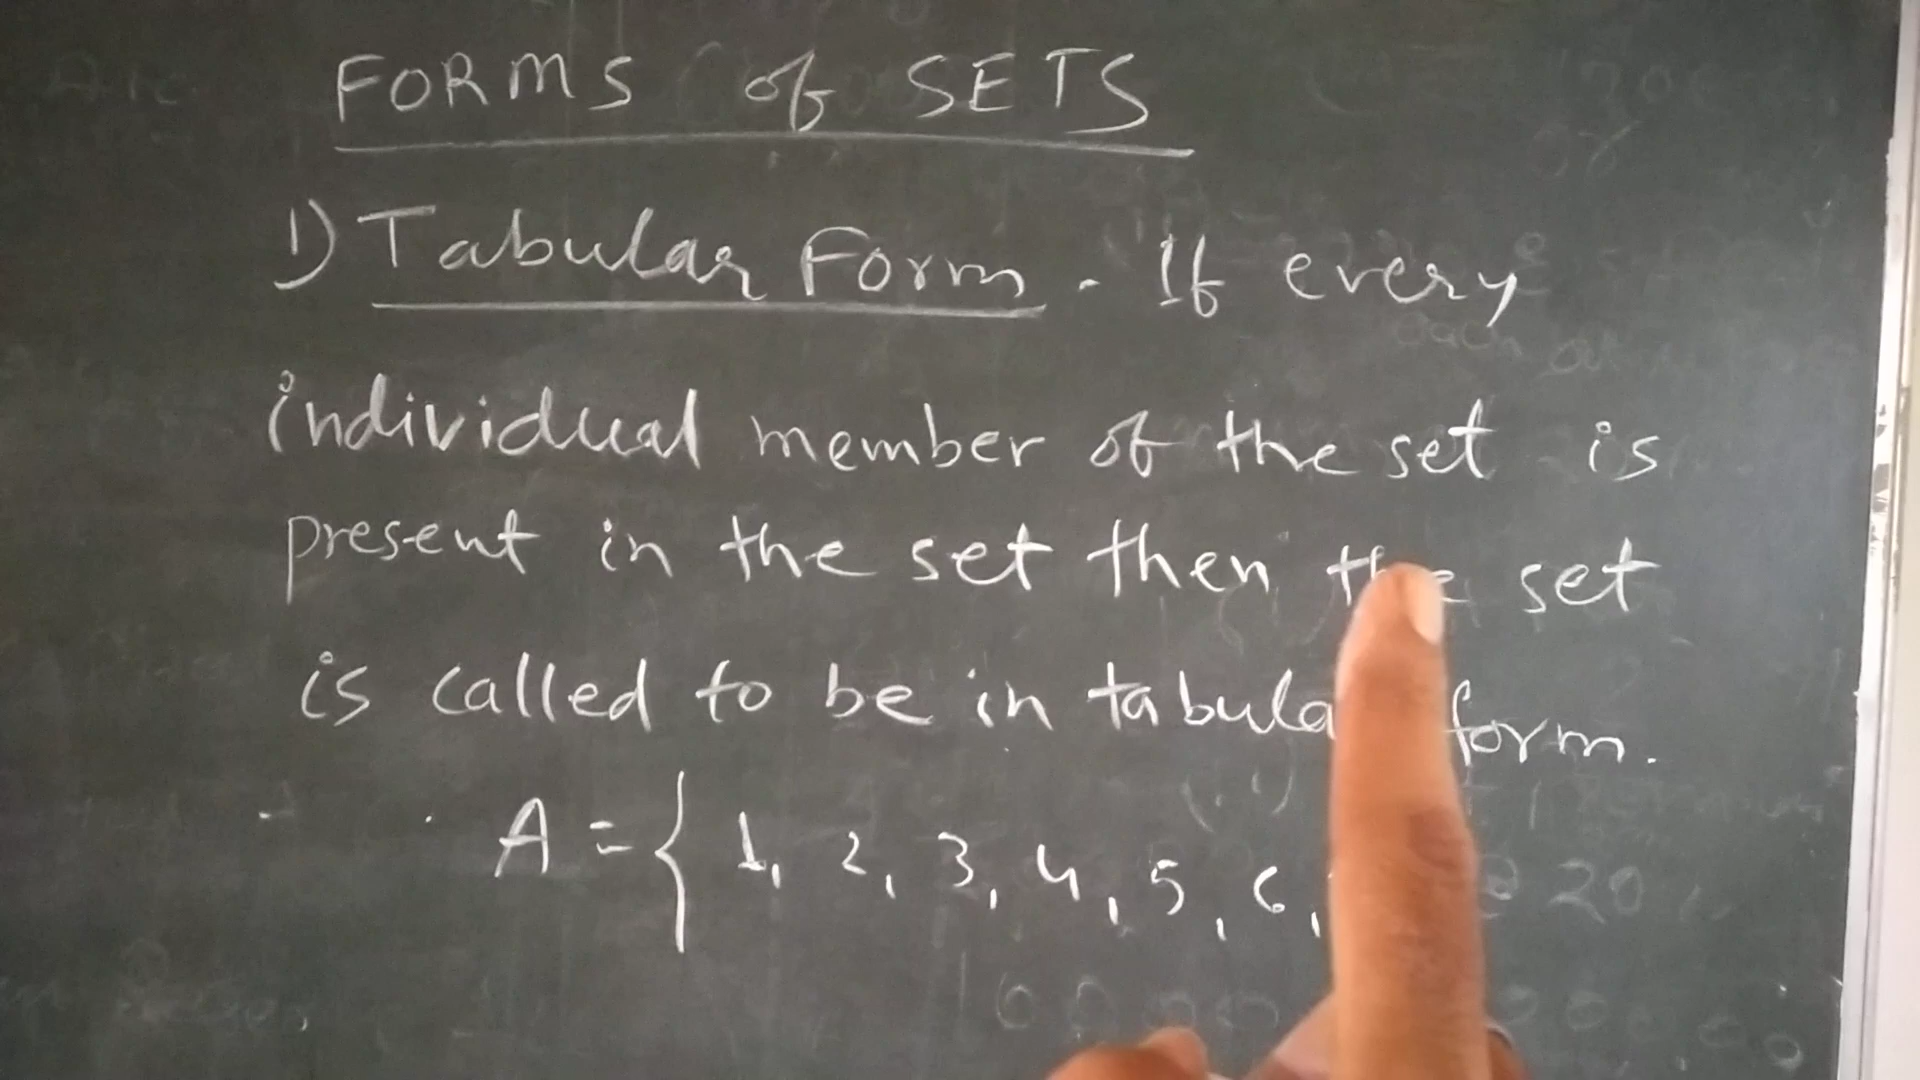 FORMS of SETS
1) Tabular Form - If every
individual member of the set is
present in the set then the set
is called to be in tabular form.
A = { 1, 2, 3, 4, 5, 6,